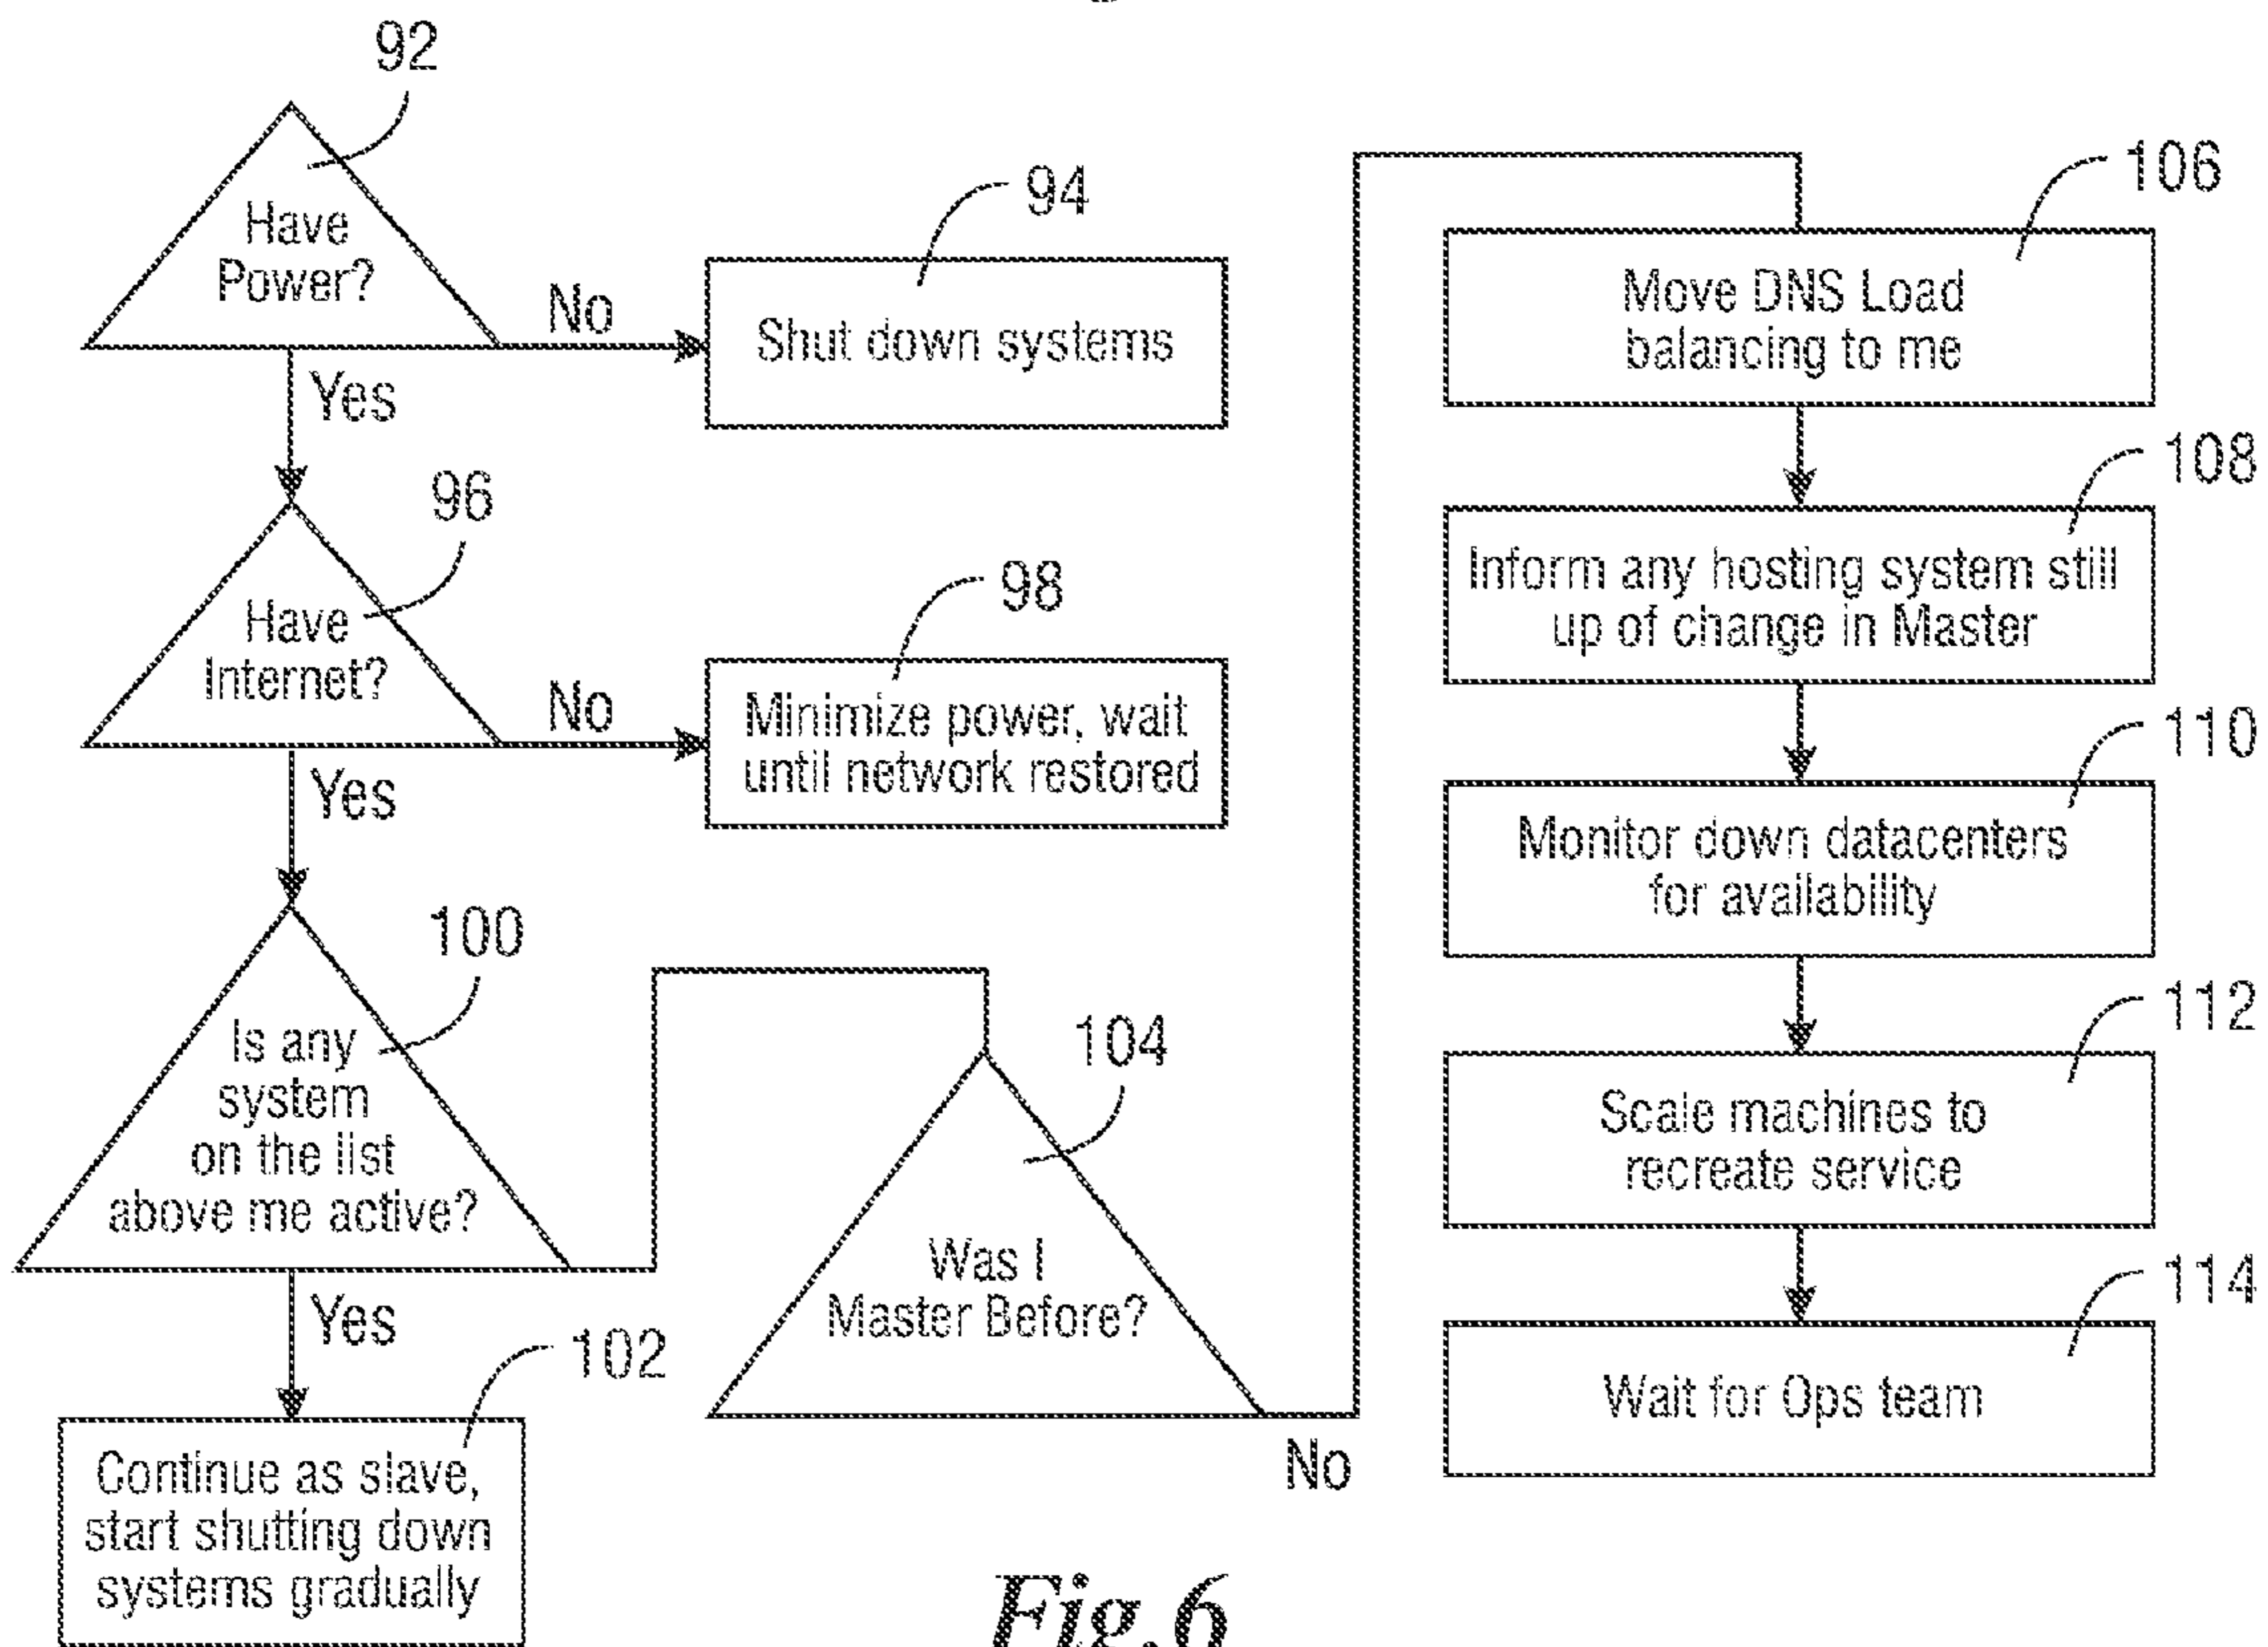 92
Have
Power?
No
94
Shut down systems
Yes
96
Have
Internet?
No
98
Minimize power, wait
until network restored
Yes
100
Is any
system
on the list
above me active?
Yes
102
Continue as slave,
start shutting down
systems gradually
104
Was I
Master Before?
No
106
Move DNS Load
balancing to me
108
Inform any hosting system still
up of change in Master
110
Monitor down datacenters
for availability
112
Scale machines to
recreate service
114
Wait for Ops team
Fig.6